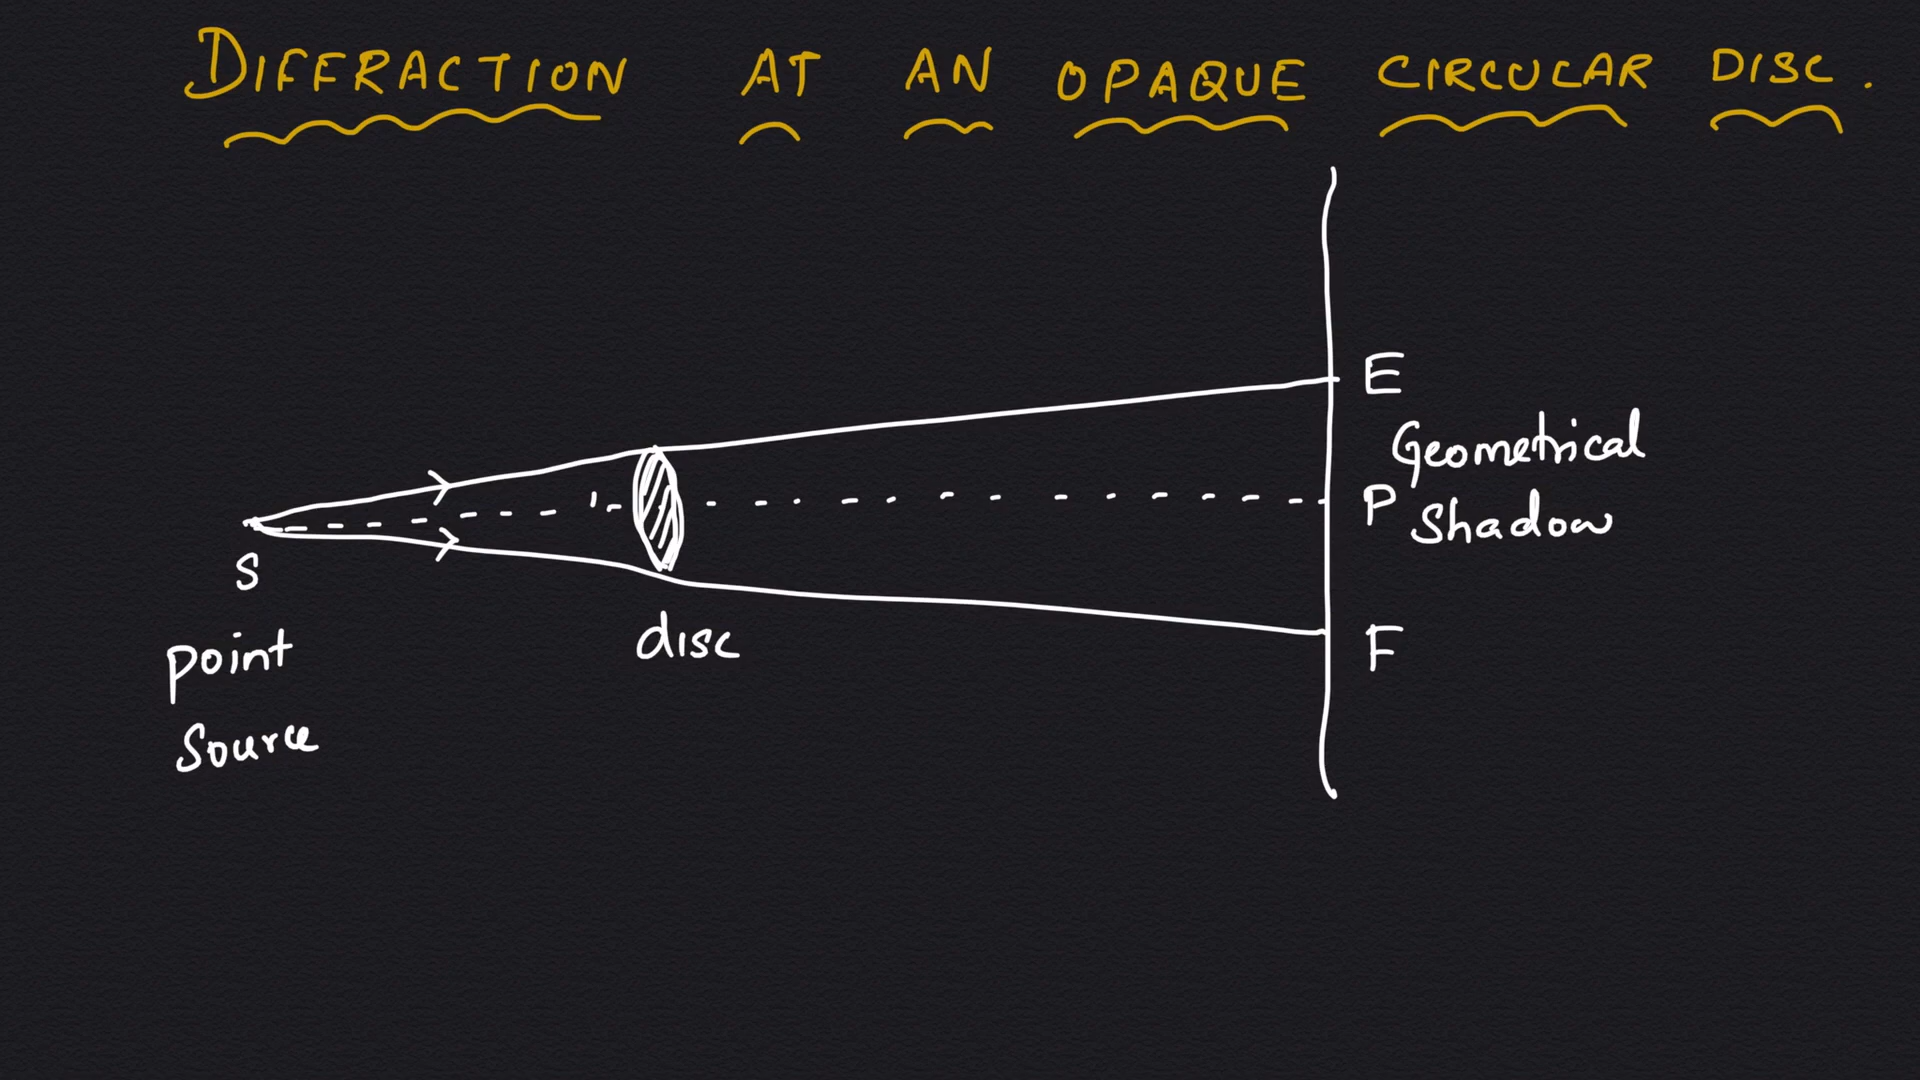 DIFFRACTION AT AN OPAQUE CIRCULAR DISC.
E
Geometrical
P Shadow
S
disc
F
point
source